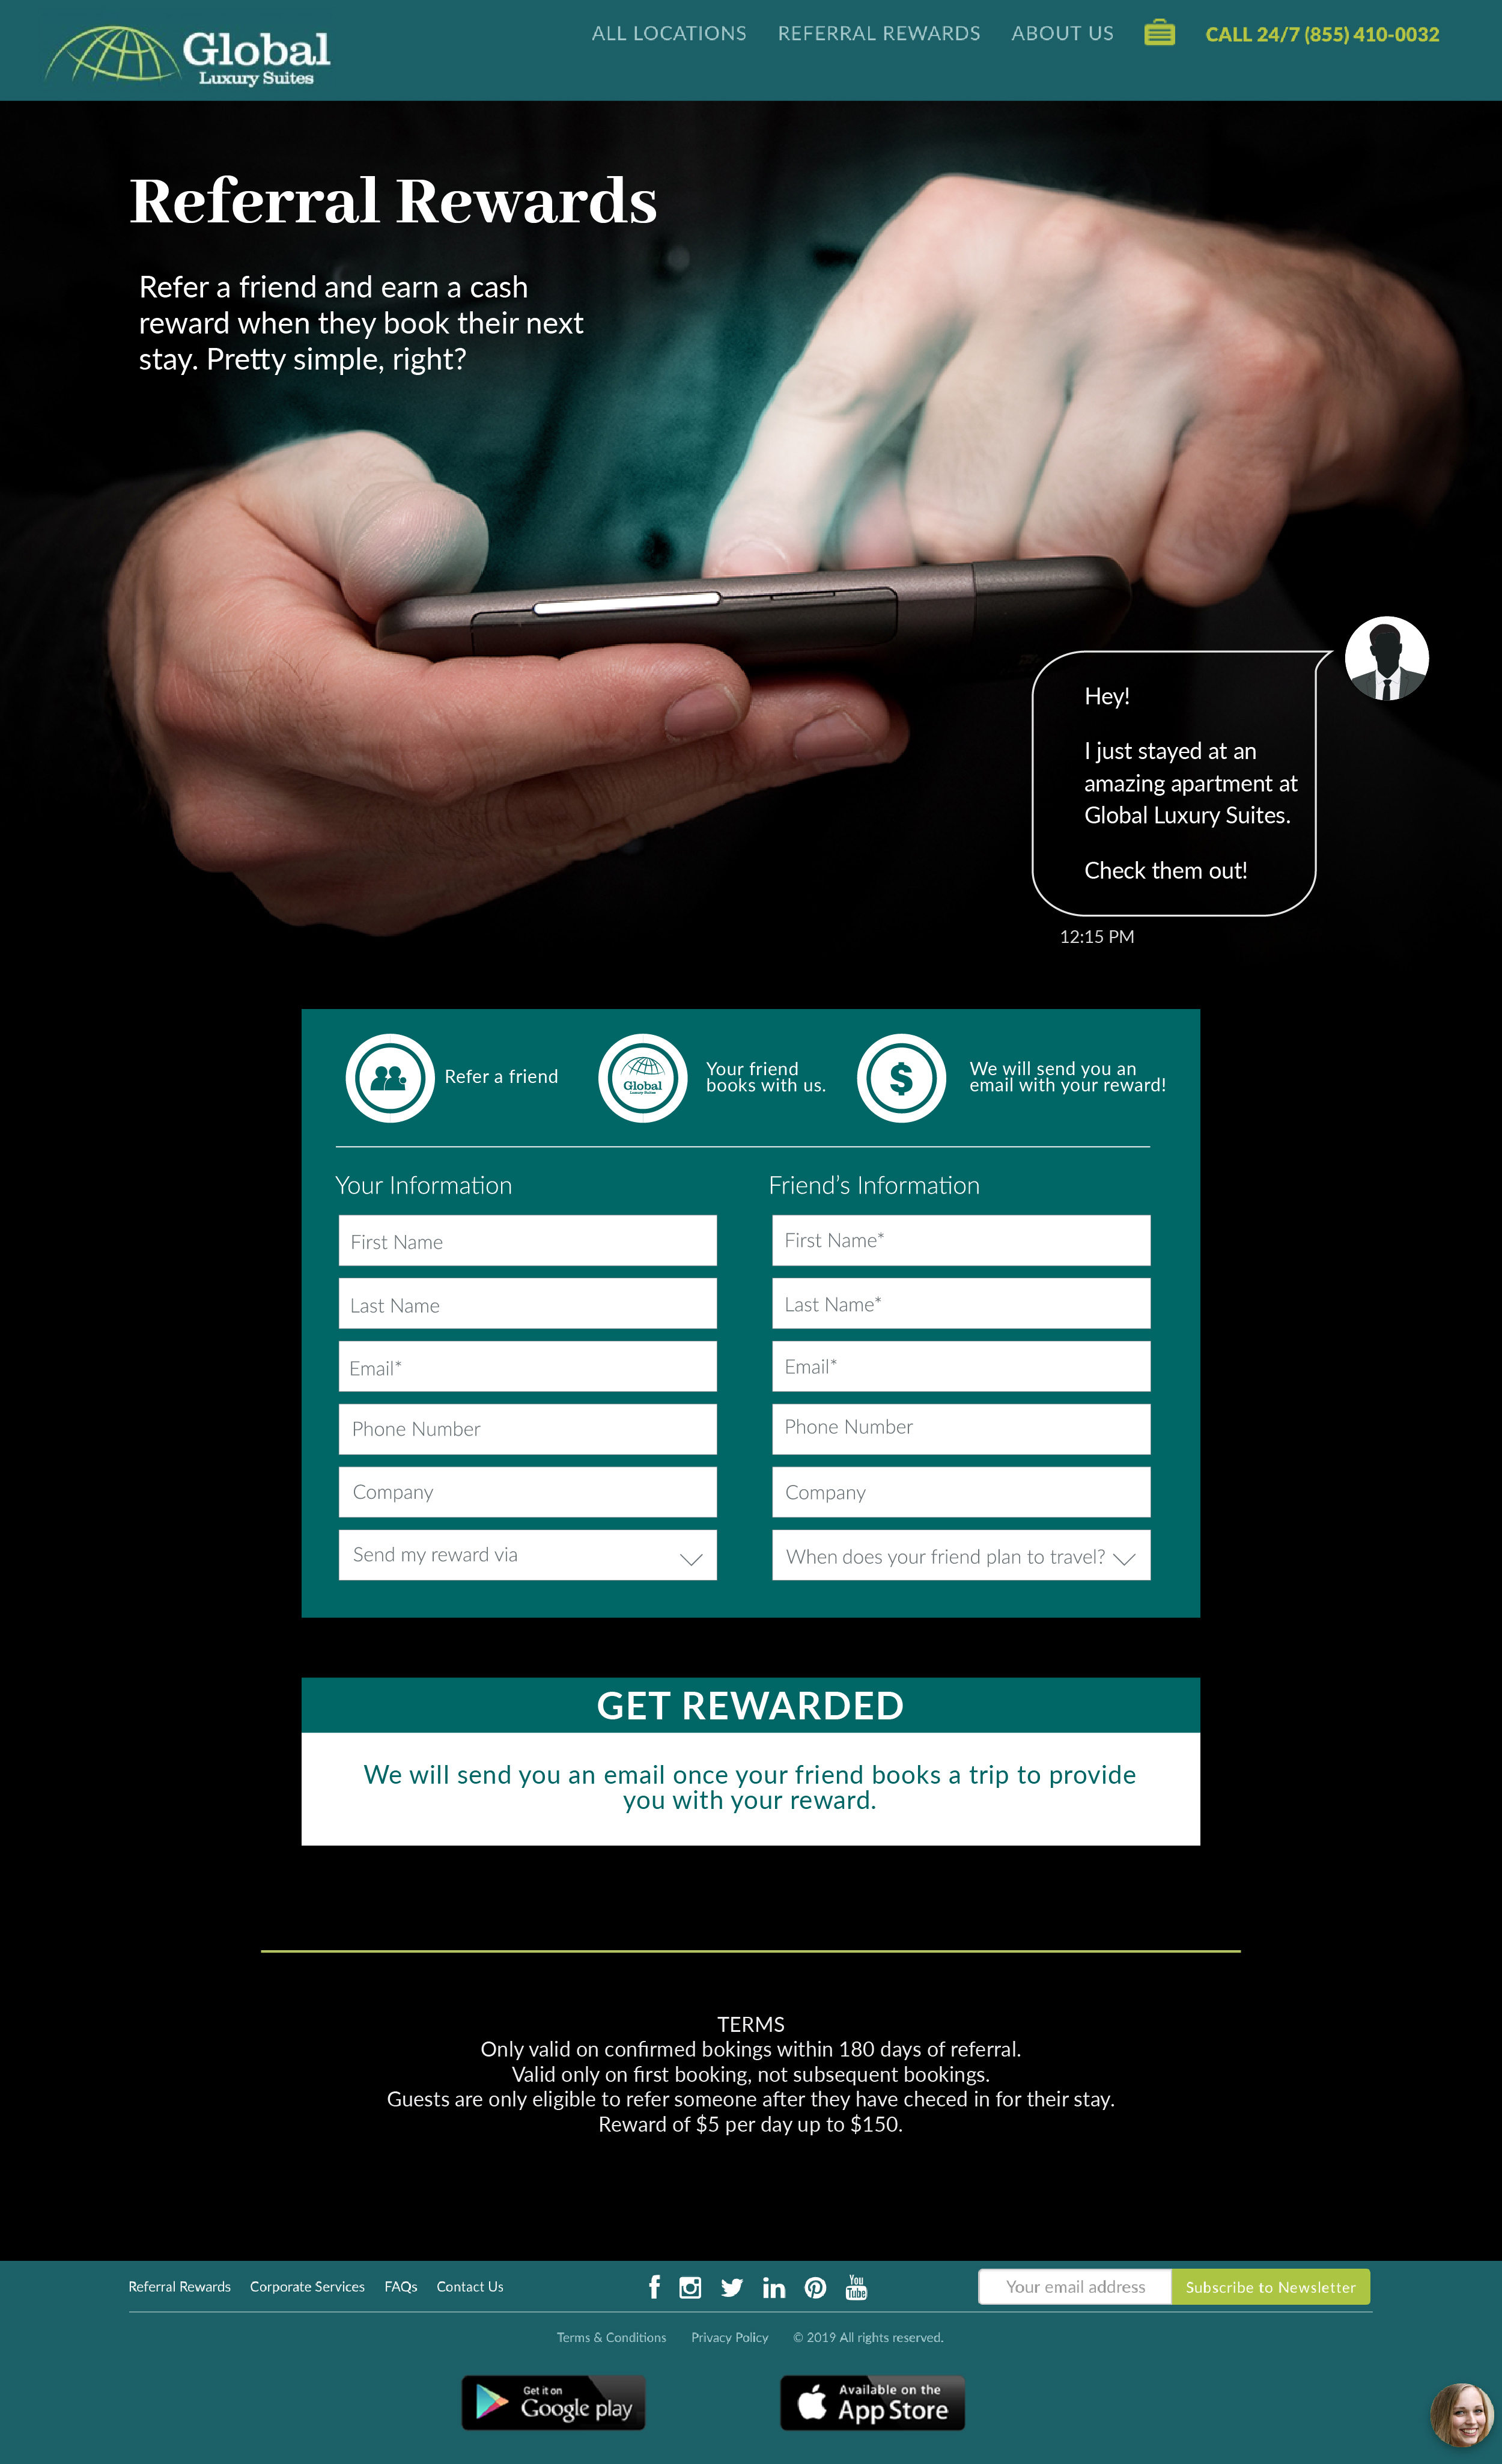 Global
Luxury Suites
ALL LOCATIONS
REFERRAL REWARDS
ABOUT US
CALL 24/7 (855) 410-0032
Referral Rewards
Refer a friend and earn a cash
reward when they book their next
stay. Pretty simple, right?
Hey!
I just stayed at an
amazing apartment at
Global Luxury Suites.
Check them out!
12:15 PM
Refer a friend
Global
Luxury Suites
Your friend
books with us.
$
We will send you an
email with your reward!
Your Information
First Name
Last Name
Email*
Phone Number
Company
Send my reward via
Friend’s Information
First Name*
Last Name*
Email*
Phone Number
Company
When does your friend plan to travel?
GET REWARDED
We will send you an email once your friend books a trip to provide
you with your reward.
TERMS
Only valid on confirmed bokings within 180 days of referral.
Valid only on first booking, not subsequent bookings.
Guests are only eligible to refer someone after they have checed in for their stay.
Reward of $5 per day up to $150.
Referral Rewards
Corporate Services
FAQs
Contact Us
f
in
You
Tube
Your email address
Subscribe to Newsletter
Terms & Conditions
Privacy Policy
© 2019 All rights reserved.
Get it on
Google play
Available on the
App Store